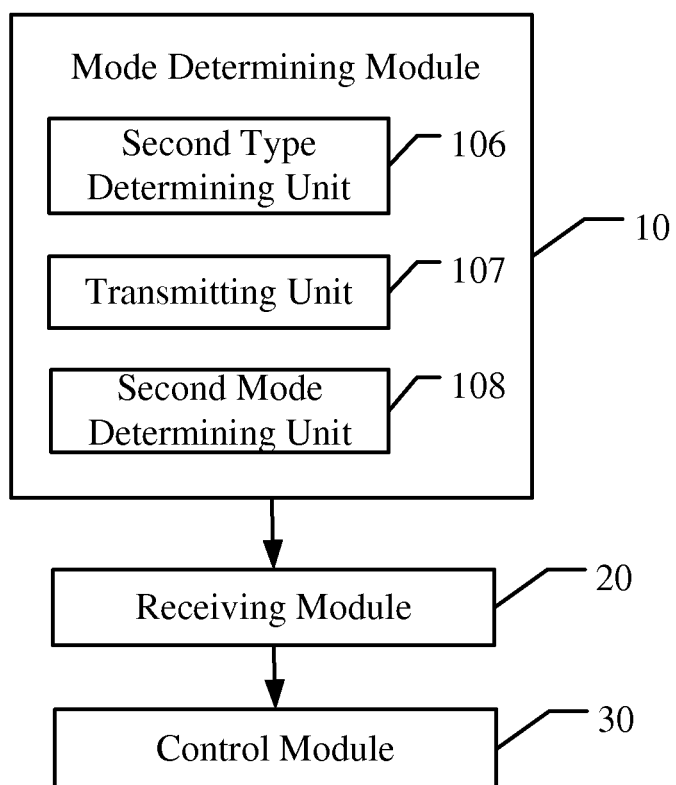 Mode Determining Module
Second Type
Determining Unit
106
10
Transmitting Unit
107
Second Mode
Determining Unit
108
Receiving Module
20
Control Module
30